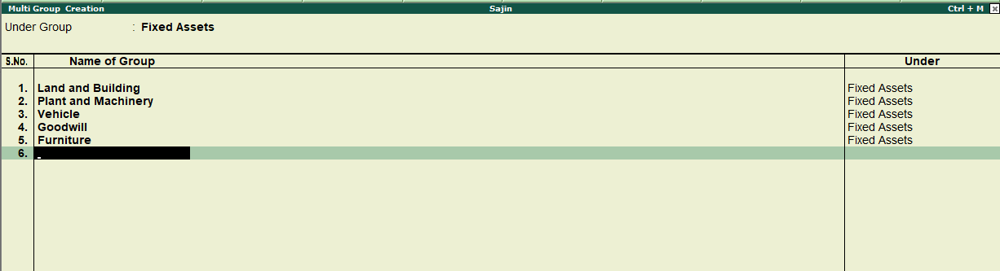 Multi Group Creation Sajin Ctrl + M
Under Group : Fixed Assets
S.No. Name of Group Under
1. Land and Building Fixed Assets
2. Plant and Machinery Fixed Assets
3. Vehicle Fixed Assets
4. Goodwill Fixed Assets
5. Furniture Fixed Assets
6.